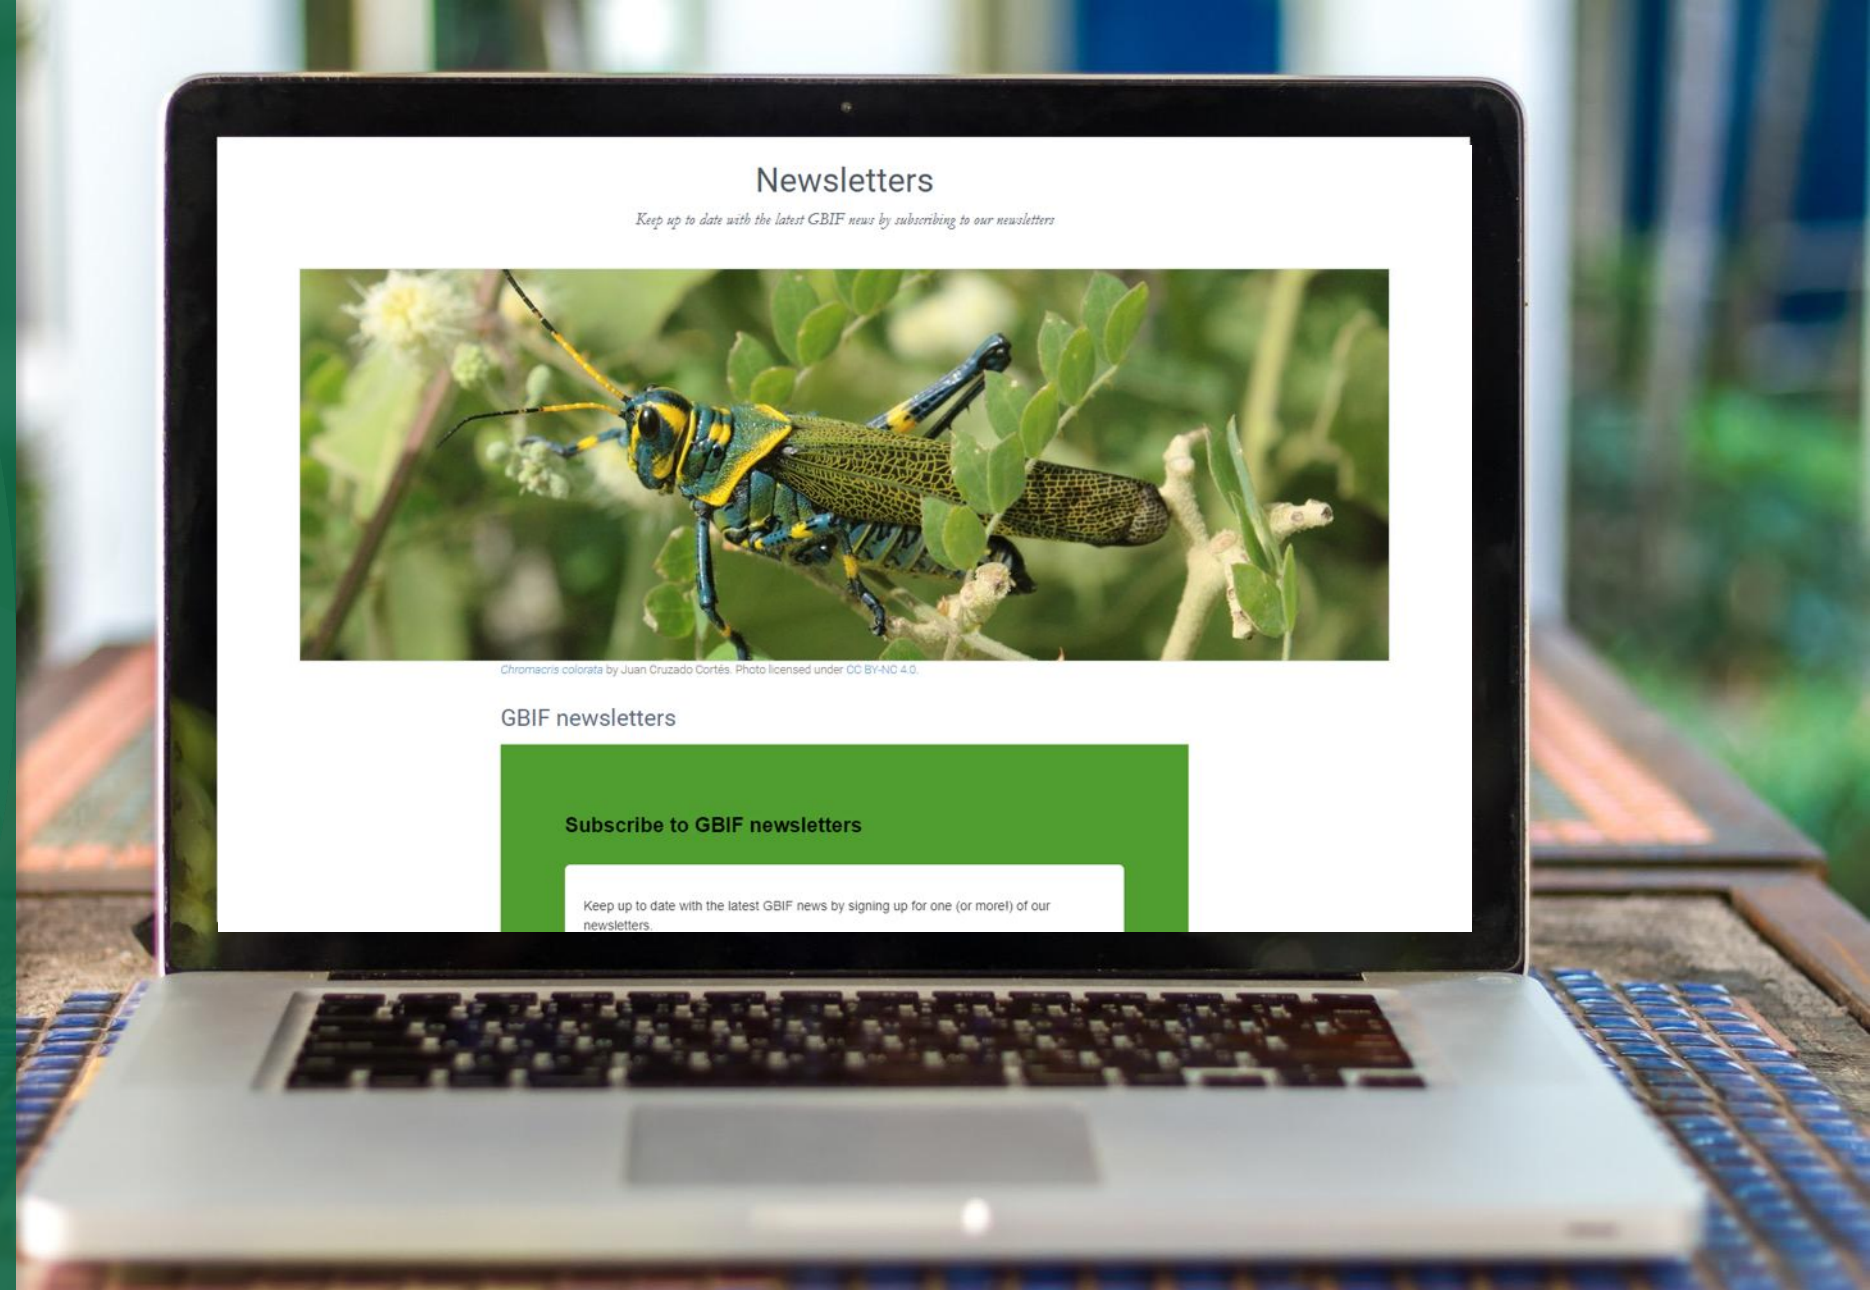 Newsletters
Keep up to date with the latest GBIF news by subscribing to our newsletters
Chromacris colorata by Juan Cruzado Cortés. Photo licensed under CC BY-NC 4.0.
GBIF newsletters
Subscribe to GBIF newsletters
Keep up to date with the latest GBIF news by signing up for one (or more!) of our
newsletters.